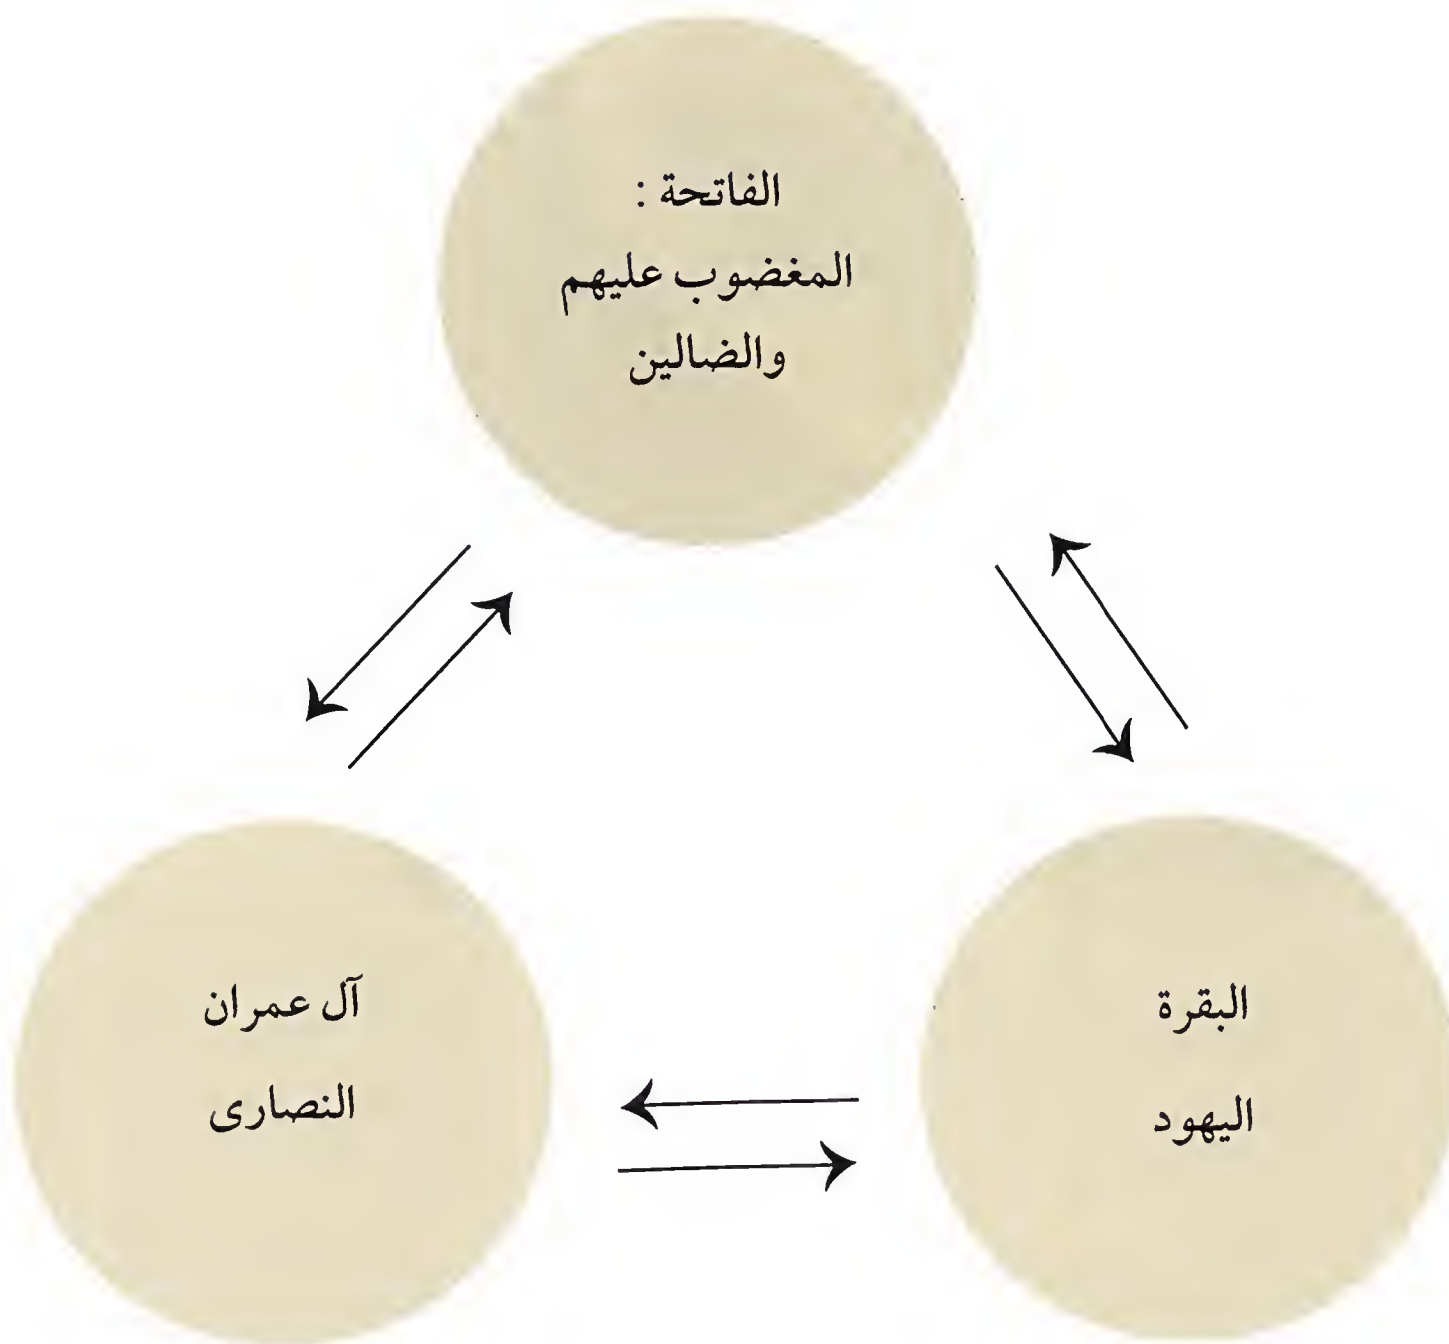 الفاتحة :
المغضوب عليهم
والضالين
البقرة
اليهود
آل عمران
النصارى